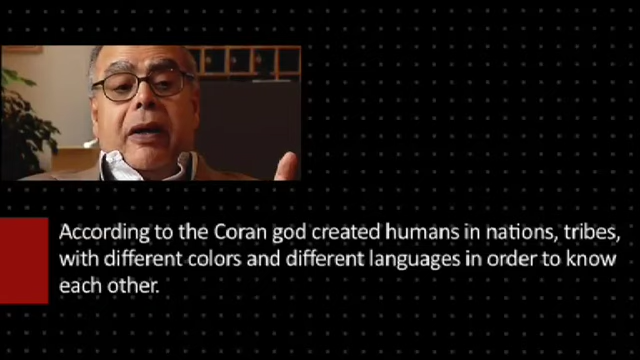 According to the Coran god created humans in nations, tribes,
with different colors and different languages in order to know
each other.